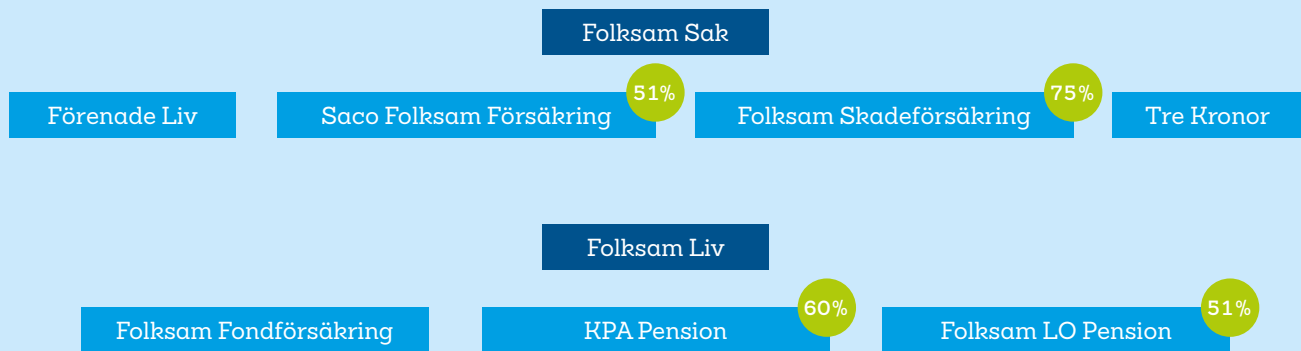 Folksam Sak
Förenade Liv
Saco Folksam Försäkring
51%
Folksam Skadeförsäkring
75%
Tre Kronor
Folksam Liv
Folksam Fondförsäkring
KPA Pension
60%
Folksam LO Pension
51%